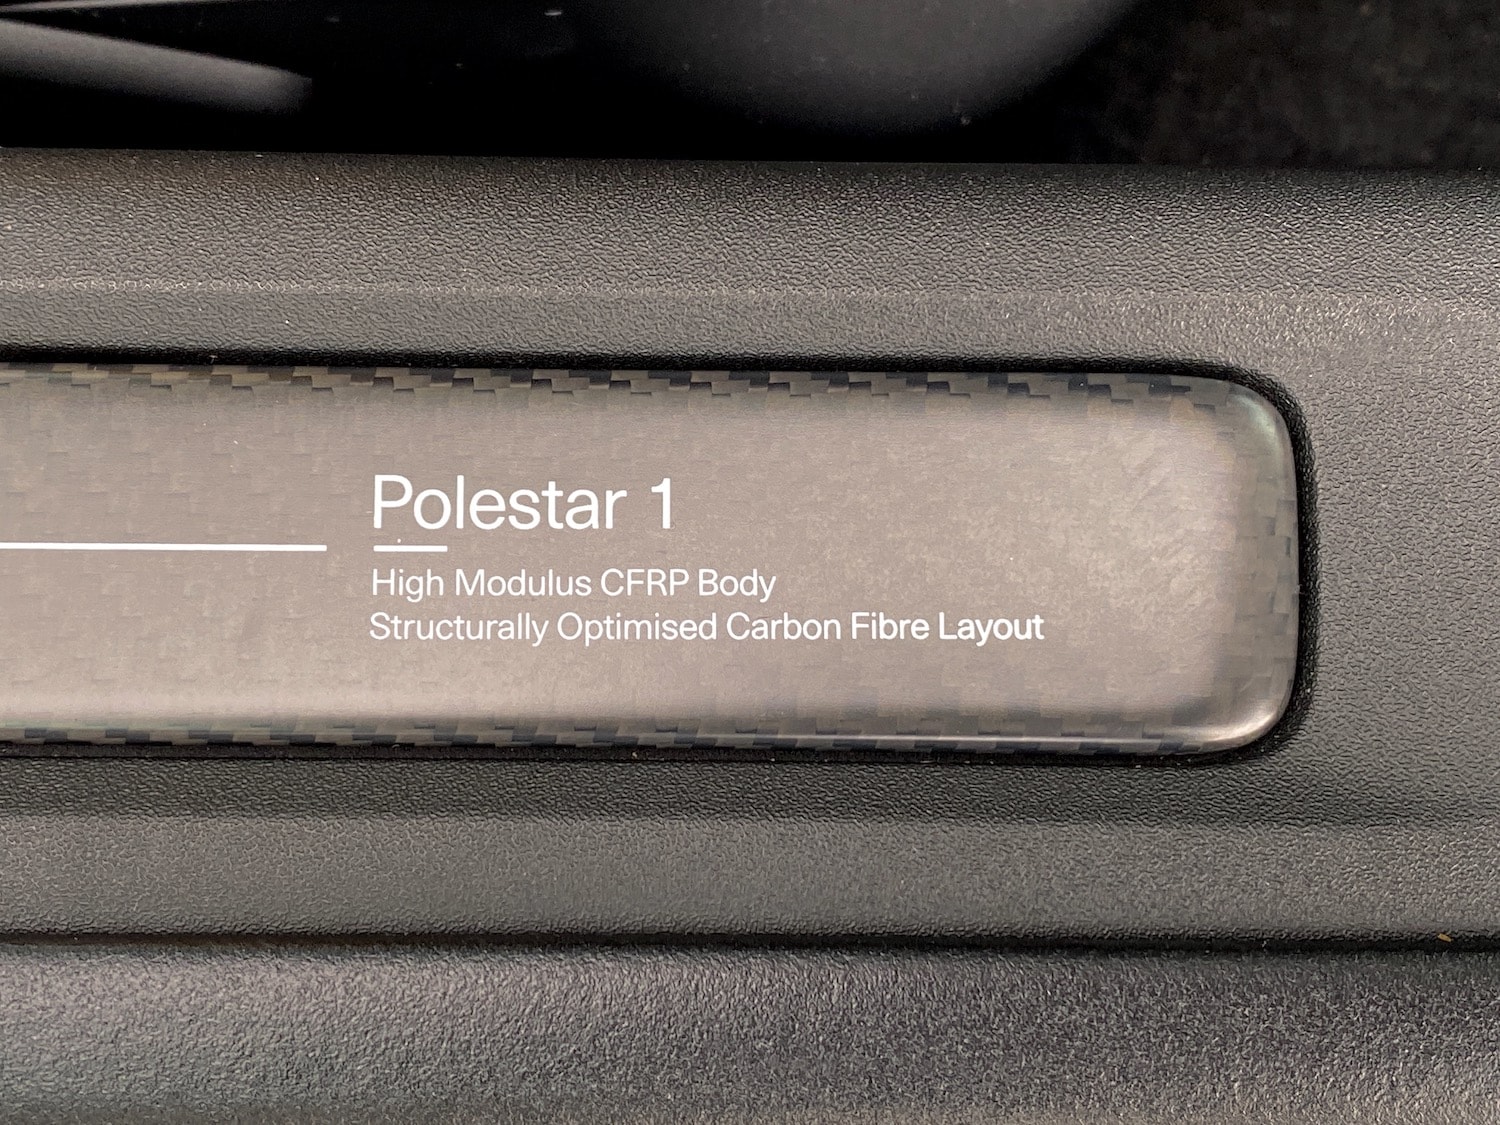 Polestar 1
High Modulus CFRP Body
Structurally Optimised Carbon Fibre Layout